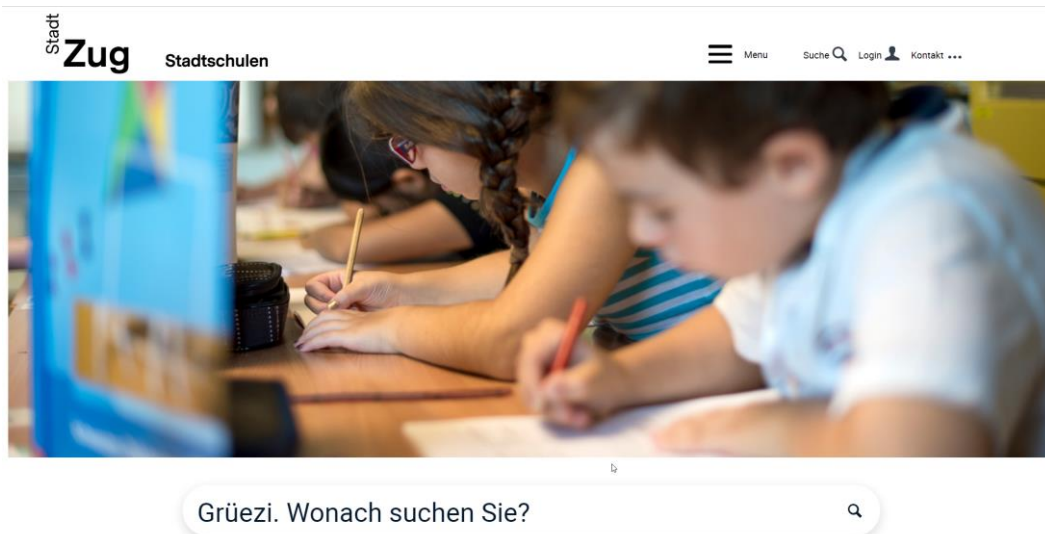 Stadt
Zug
Stadtschulen
Menu
Suche
Login
Kontakt
Grüezi. Wonach suchen Sie?